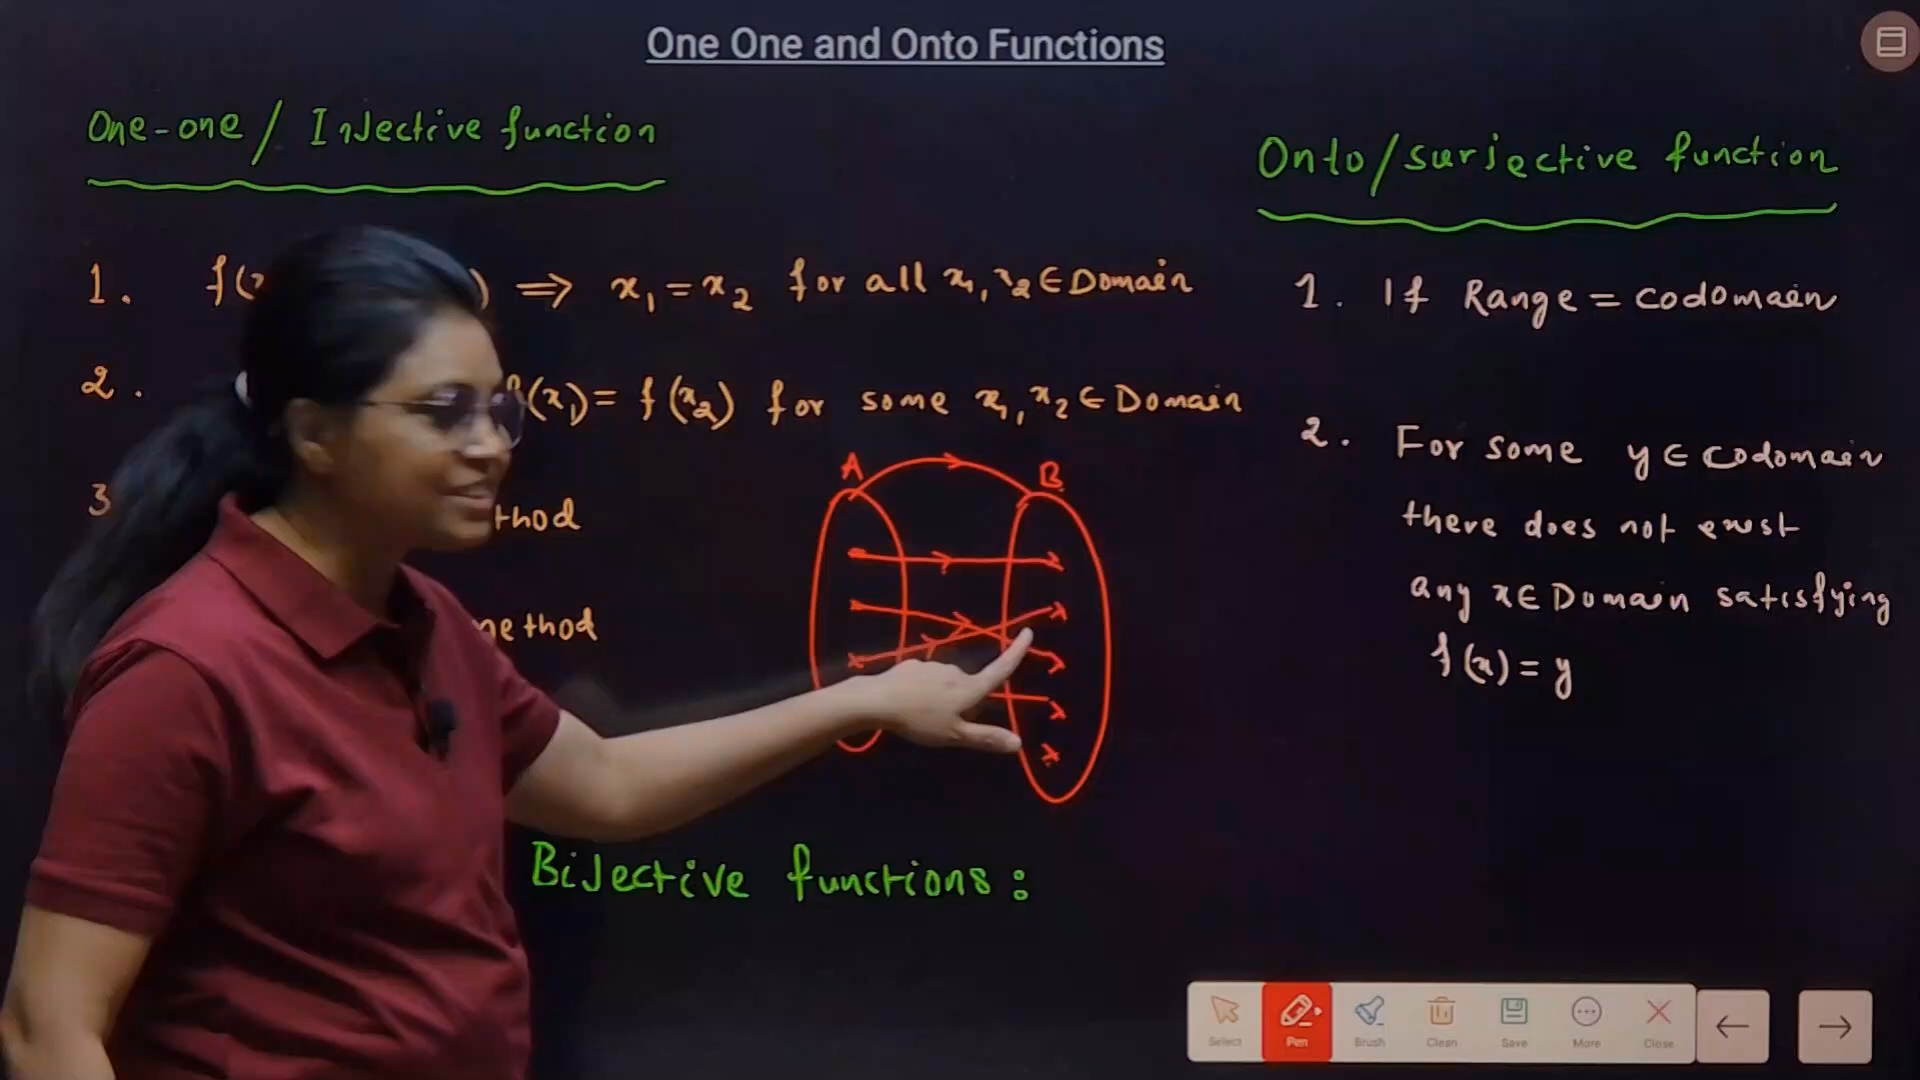 One One and Onto Functions
One-one / Injective function
Onto/surjective function
1. f( ) ⇒ x₁ = x₂ for all x₁, x₂ ∈ Domain
1. If Range = codomain
2. f(x₁) = f(x₂) for some x₁, x₂ ∈ Domain
2. For some y ∈ codomain
there does not exist
any x ∈ Domain satisfying
f(x) = y
A B
3
thod
method
Bijective functions:
Select Pen Brush Clean Save More Close